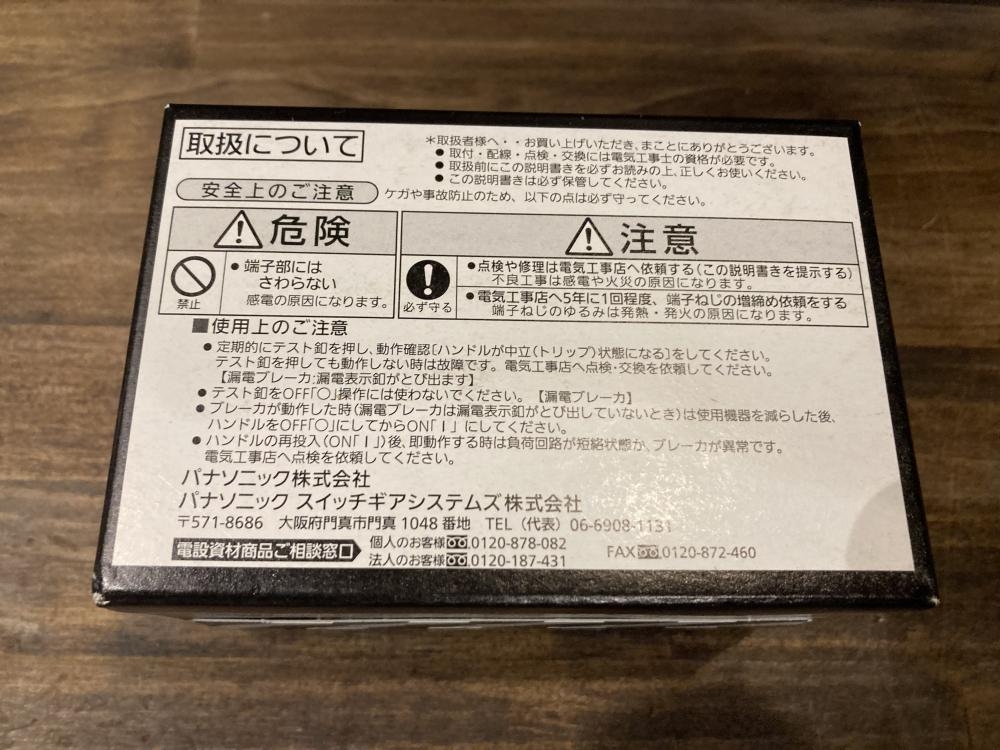 取扱について
＊取扱者様へ・・お買い上げいただき、まことにありがとうございます。
● 取付・配線・点検・交換には電気工事士の資格が必要です。
● 取扱前にこの説明書きを必ずお読みの上、正しくお使いください。
● この説明書きは必ず保管してください。
安全上のご注意 ケガや事故防止のため、以下の点は必ず守ってください。
危険
禁止
● 端子部には
さわらない
感電の原因になります。
注意
必ず守る
●点検や修理は電気工事店へ依頼する（この説明書きを提示する）
不良工事は感電や火災の原因になります。
●電気工事店へ5年に1回程度、端子ねじの増締め依頼をする
端子ねじのゆるみは発熱・発火の原因になります。
■使用上のご注意
● 定期的にテスト釦を押し、動作確認〔ハンドルが中立（トリップ）状態になる〕をしてください。
テスト釦を押しても動作しない時は故障です。電気工事店へ点検・交換を依頼してください。
【漏電ブレーカ:漏電表示釦がとび出ます】
● テスト釦をOFF「〇」操作には使わないでください。【漏電ブレーカ】
● ブレーカが動作した時（漏電ブレーカは漏電表示釦がとび出していないとき）は使用機器を減らした後、
ハンドルをOFF「〇」にしてからON「Ｉ」にしてください。
● ハンドルの再投入（ON「Ｉ」）後、即動作する時は負荷回路が短絡状態か、ブレーカが異常です。
電気工事店へ点検を依頼してください。
パナソニック株式会社
パナソニック スイッチギアシステムズ株式会社
〒571-8686 大阪府門真市門真 1048 番地 TEL（代表）06-6908-1131
電設資材商品ご相談窓口
個人のお客様 0120-878-082
法人のお客様 0120-187-431
FAX 0120-872-460